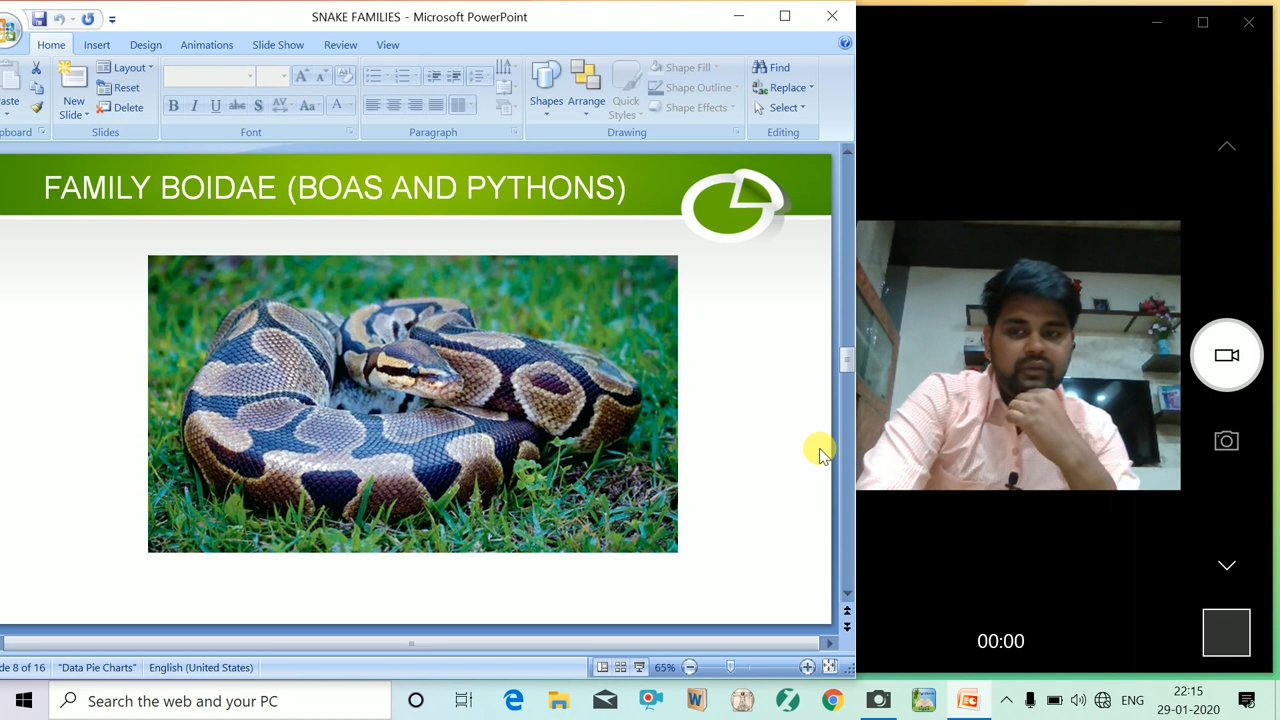 SNAKE FAMILIES - Microsoft PowerPoint
Home Insert Design Animations Slide Show Review View
Layout
Reset
Delete
New
Slide
Slides
Font
Paragraph
Shapes
Arrange
Quick
Styles
Shape Fill
Shape Outline
Shape Effects
Drawing
Find
Replace
Select
Editing
FAMILY BOIDAE (BOAS AND PYTHONS)
00:00
de 8 of 16
"Data Pie Charts"
English (United States)
65%
Search the web and your PC
ENG
22:15
29-01-2020